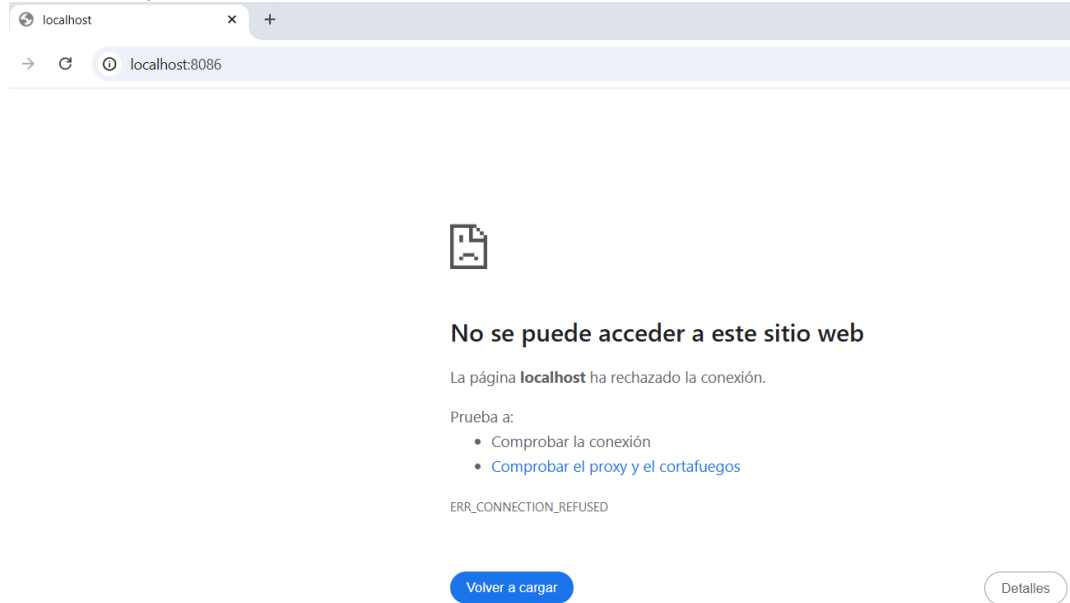 localhost
localhost:8086
No se puede acceder a este sitio web
La página localhost ha rechazado la conexión.
Prueba a:
• Comprobar la conexión
• Comprobar el proxy y el cortafuegos
ERR_CONNECTION_REFUSED
Volver a cargar
Detalles